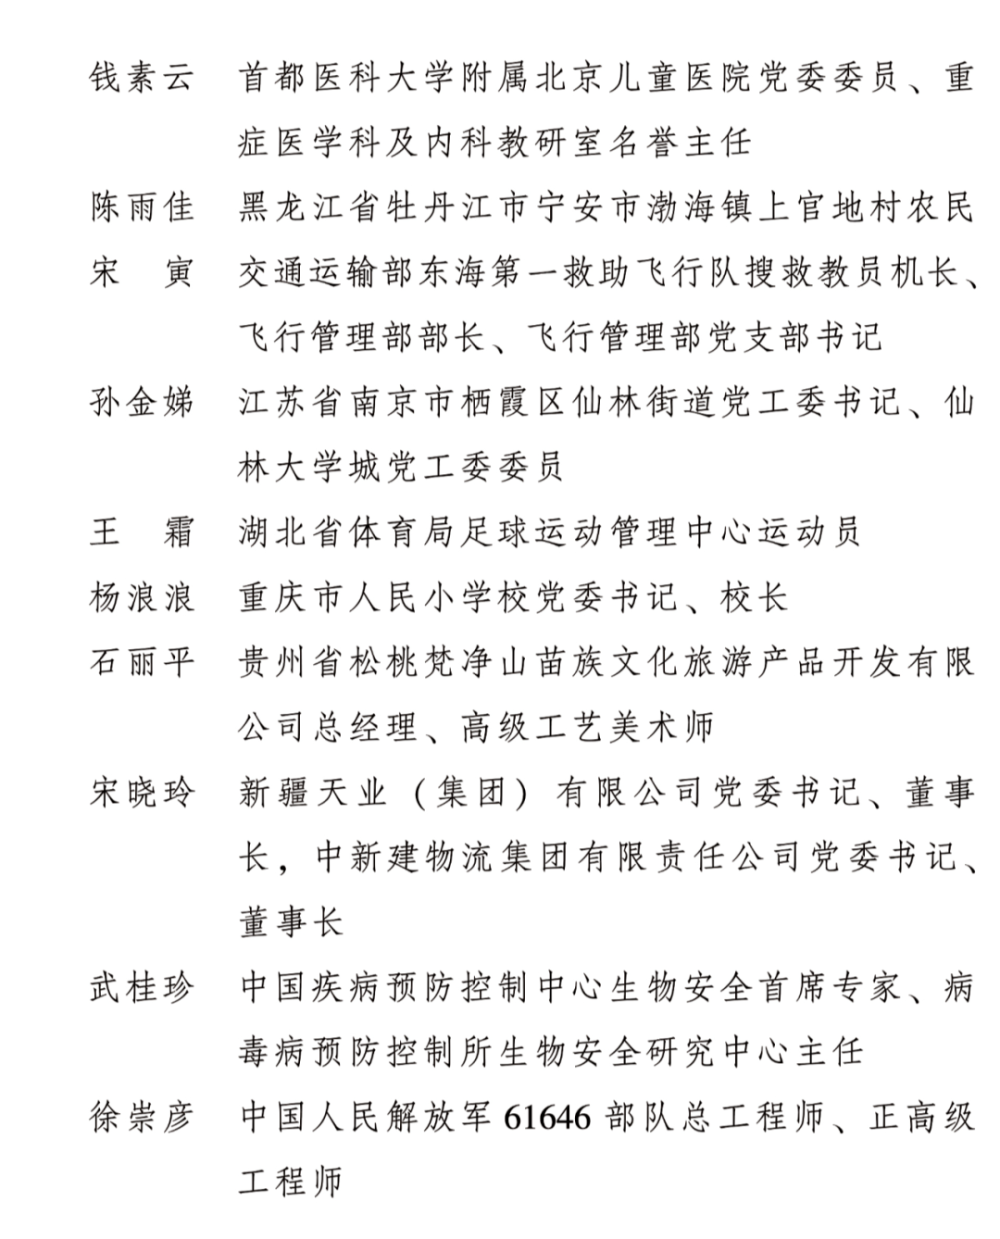 钱素云 首都医科大学附属北京儿童医院党委委员、重
症医学科及内科教研室名誉主任
陈雨佳 黑龙江省牡丹江市宁安市渤海镇上官地村农民
宋 寅 交通运输部东海第一救助飞行队搜救教员机长、
飞行管理部部长、飞行管理部党支部书记
孙金娣 江苏省南京市栖霞区仙林街道党工委书记、仙
林大学城党工委委员
王 霜 湖北省体育局足球运动管理中心运动员
杨浪浪 重庆市人民小学校党委书记、校长
石丽平 贵州省松桃梵净山苗族文化旅游产品开发有限
公司总经理、高级工艺美术师
宋晓玲 新疆天业（集团）有限公司党委书记、董事
长，中新建物流集团有限责任公司党委书记、
董事长
武桂珍 中国疾病预防控制中心生物安全首席专家、病
毒病预防控制所生物安全研究中心主任
徐崇彦 中国人民解放军 61646 部队总工程师、正高级
工程师